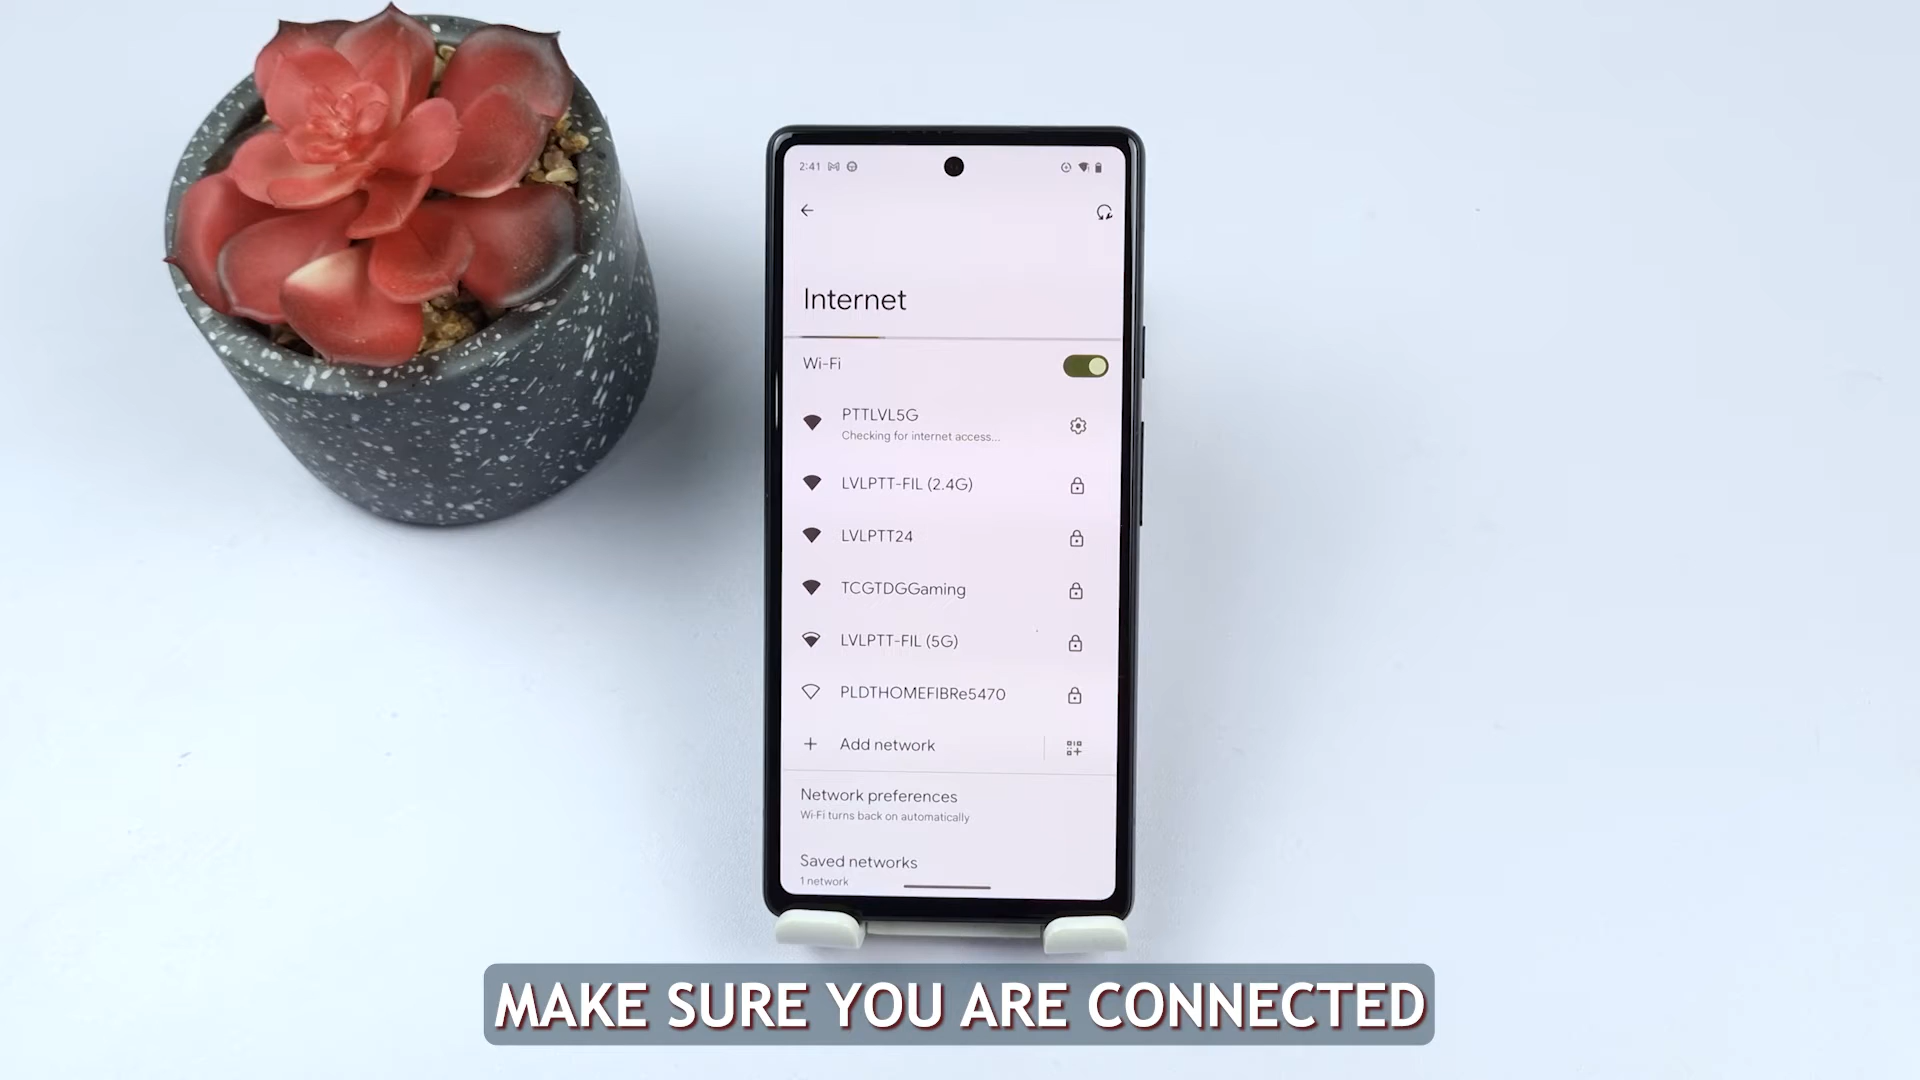 2:41
Internet
Wi-Fi
PTTLVL5G
Checking for internet access...
LVLPTT-FIL (2.4G)
LVLPTT24
TCGTDGGaming
LVLPTT-FIL (5G)
PLDTHOMEFIBRe5470
Add network
Network preferences
Wi-Fi turns back on automatically
Saved networks
1 network
MAKE SURE YOU ARE CONNECTED